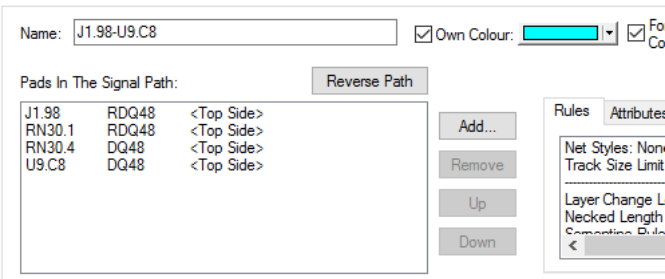 Name: J1.98-U9.C8 Own Colour:
Pads In The Signal Path: Reverse Path
J1.98 RDQ48 <Top Side>
RN30.1 RDQ48 <Top Side>
RN30.4 DQ48 <Top Side>
U9.C8 DQ48 <Top Side>
Add...
Remove
Up
Down
Rules Attributes
Net Styles: None
Track Size Limit
Layer Change L
Necked Length